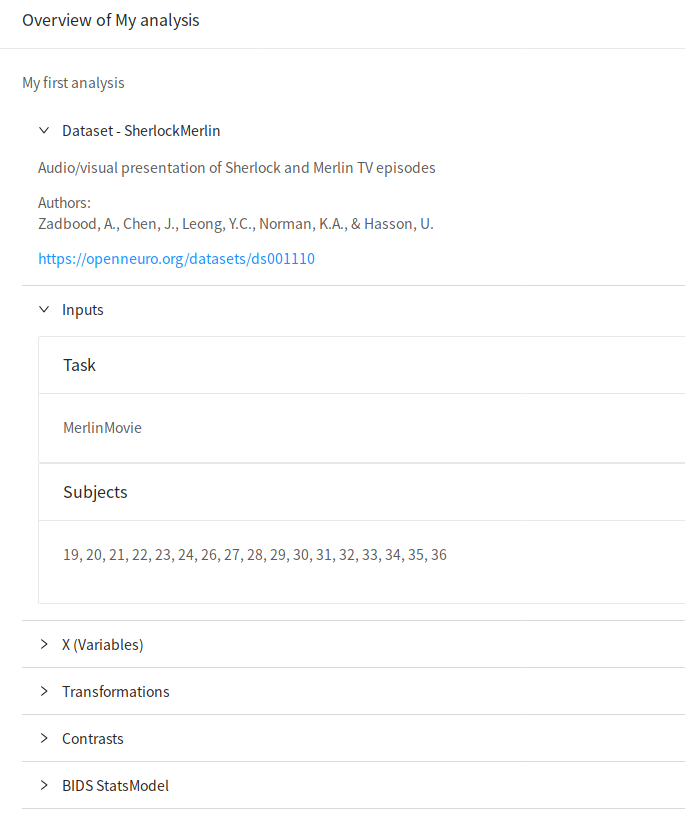 Overview of My analysis
My first analysis
Dataset - SherlockMerlin
Audio/visual presentation of Sherlock and Merlin TV episodes
Authors:
Zadbood, A., Chen, J., Leong, Y.C., Norman, K.A., & Hasson, U.
https://openneuro.org/datasets/ds001110
Inputs
Task
MerlinMovie
Subjects
19, 20, 21, 22, 23, 24, 26, 27, 28, 29, 30, 31, 32, 33, 34, 35, 36
X (Variables)
Transformations
Contrasts
BIDS StatsModel